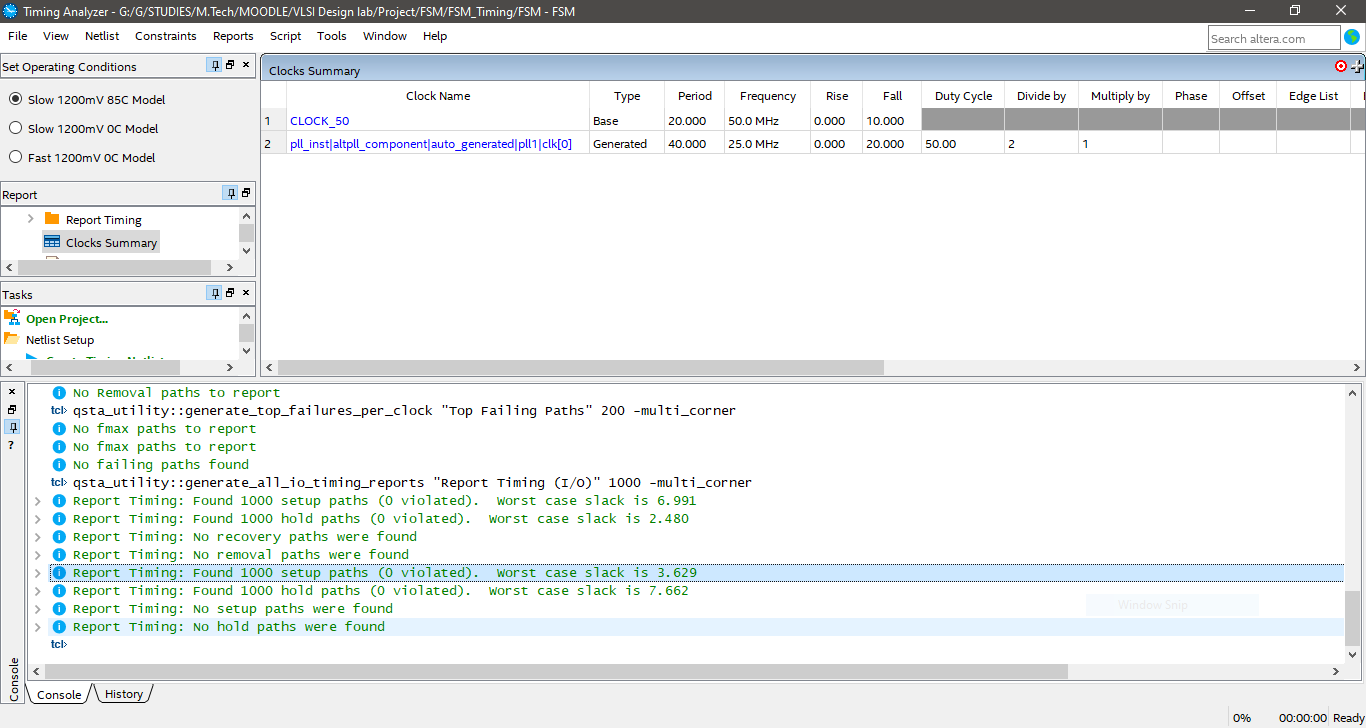 Timing Analyzer - G:/G/STUDIES/M.Tech/MOODLE/VLSI Design lab/Project/FSM/FSM_Timing/FSM - FSM
File View Netlist Constraints Reports Script Tools Window Help
Search altera.com
Set Operating Conditions
Slow 1200mV 85C Model
Slow 1200mV 0C Model
Fast 1200mV 0C Model
Report
Report Timing
Clocks Summary
Tasks
Open Project...
Netlist Setup
Clocks Summary
Clock Name Type Period Frequency Rise Fall Duty Cycle Divide by Multiply by Phase Offset Edge List
1 CLOCK_50 Base 20.000 50.0 MHz 0.000 10.000
2 pll_inst|altpll_component|auto_generated|pll1|clk[0] Generated 40.000 25.0 MHz 0.000 20.000 50.00 2 1
No Removal paths to report
tcl> qsta_utility::generate_top_failures_per_clock "Top Failing Paths" 200 -multi_corner
No fmax paths to report
No fmax paths to report
No failing paths found
tcl> qsta_utility::generate_all_io_timing_reports "Report Timing (I/O)" 1000 -multi_corner
Report Timing: Found 1000 setup paths (0 violated).  Worst case slack is 6.991
Report Timing: Found 1000 hold paths (0 violated).  Worst case slack is 2.480
Report Timing: No recovery paths were found
Report Timing: No removal paths were found
Report Timing: Found 1000 setup paths (0 violated).  Worst case slack is 3.629
Report Timing: Found 1000 hold paths (0 violated).  Worst case slack is 7.662
Report Timing: No setup paths were found
Window Snip
Report Timing: No hold paths were found
tcl>
Console
Console History
0% 00:00:00 Ready